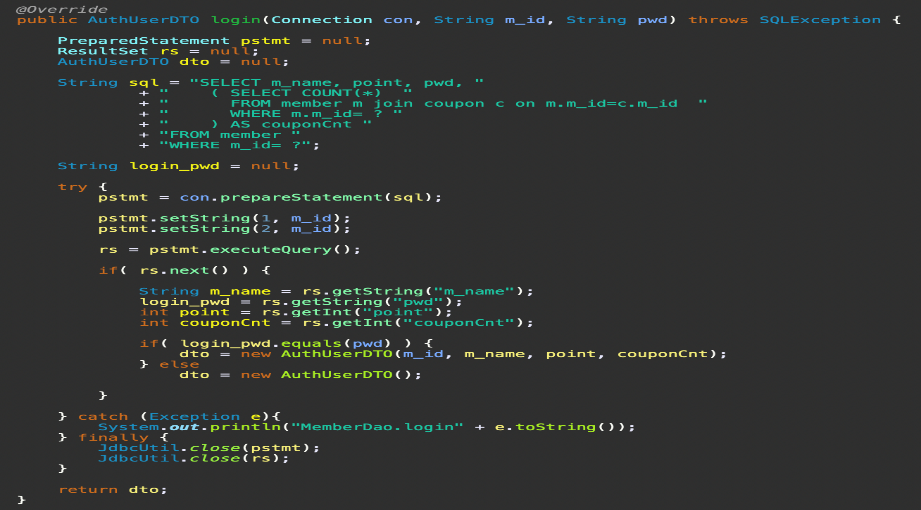 @Override
public AuthUserDTO login(Connection con, String m_id, String pwd) throws SQLException {
PreparedStatement pstmt = null;
ResultSet rs = null;
AuthUserDTO dto = null;
String sql = "SELECT m_name, point, pwd, "
+ "      ( SELECT COUNT(*)   "
+ "         FROM member m join coupon c on m.m_id=c.m_id   "
+ "         WHERE m.m_id= ? "
+ "      ) AS couponCnt "
+ "FROM member "
+ "WHERE m_id= ?";
String login_pwd = null;
try {
pstmt = con.prepareStatement(sql);
pstmt.setString(1, m_id);
pstmt.setString(2, m_id);
rs = pstmt.executeQuery();
if( rs.next() ) {
String m_name = rs.getString("m_name");
login_pwd = rs.getString("pwd");
int point = rs.getInt("point");
int couponCnt = rs.getInt("couponCnt");
if( login_pwd.equals(pwd) ) {
dto = new AuthUserDTO(m_id, m_name, point, couponCnt);
} else
dto = new AuthUserDTO();
}
} catch (Exception e){
System.out.println("MemberDao.login" + e.toString());
} finally {
JdbcUtil.close(pstmt);
JdbcUtil.close(rs);
}
return dto;
}